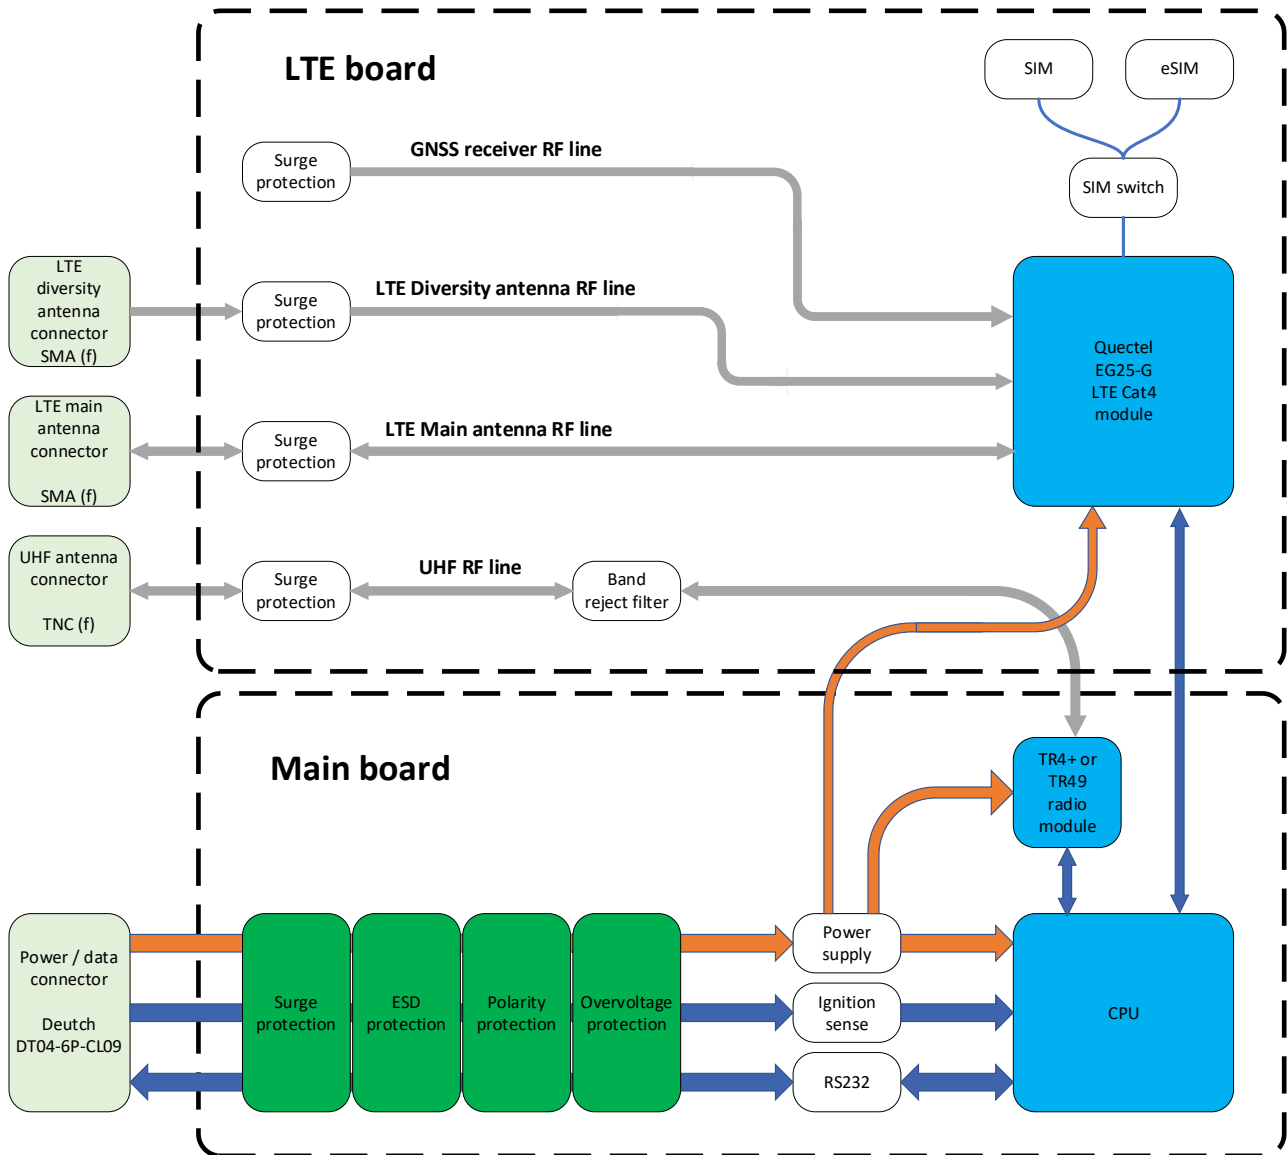 LTE board
SIM
eSIM
SIM switch
GNSS receiver RF line
Surge
protection
LTE
diversity
antenna
connector
SMA (f)
Surge
protection
LTE Diversity antenna RF line
Quectel
EG25-G
LTE Cat4
module
LTE main
antenna
connector
SMA (f)
Surge
protection
LTE Main antenna RF line
UHF antenna
connector
TNC (f)
Surge
protection
UHF RF line
Band
reject filter
Main board
TR4+ or
TR49
radio
module
Power / data
connector
Deutch
DT04-6P-CL09
Surge
protection
ESD
protection
Polarity
protection
Overvoltage
protection
Power
supply
Ignition
sense
RS232
CPU